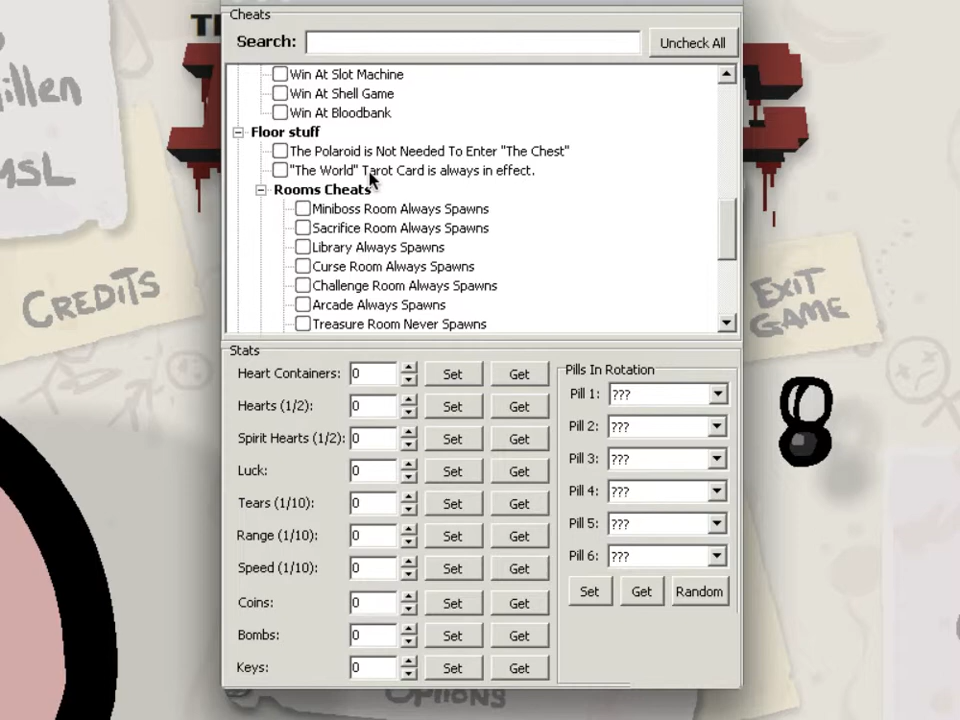 TH
Cheats
Search:
Uncheck All
Win At Slot Machine
Win At Shell Game
Win At Bloodbank
Floor stuff
The Polaroid is Not Needed To Enter "The Chest"
"The World" Tarot Card is always in effect.
Rooms Cheats
Miniboss Room Always Spawns
Sacrifice Room Always Spawns
Library Always Spawns
Curse Room Always Spawns
Challenge Room Always Spawns
Arcade Always Spawns
Treasure Room Never Spawns
CREDITS
EXIT
GAME
Stats
Heart Containers: 0 Set Get
Hearts (1/2): 0 Set Get
Spirit Hearts (1/2): 0 Set Get
Luck: 0 Set Get
Tears (1/10): 0 Set Get
Range (1/10): 0 Set Get
Speed (1/10): 0 Set Get
Coins: 0 Set Get
Bombs: 0 Set Get
Keys: 0 Set Get
Pills In Rotation
Pill 1: ???
Pill 2: ???
Pill 3: ???
Pill 4: ???
Pill 5: ???
Pill 6: ???
Set Get Random
OPTIONS